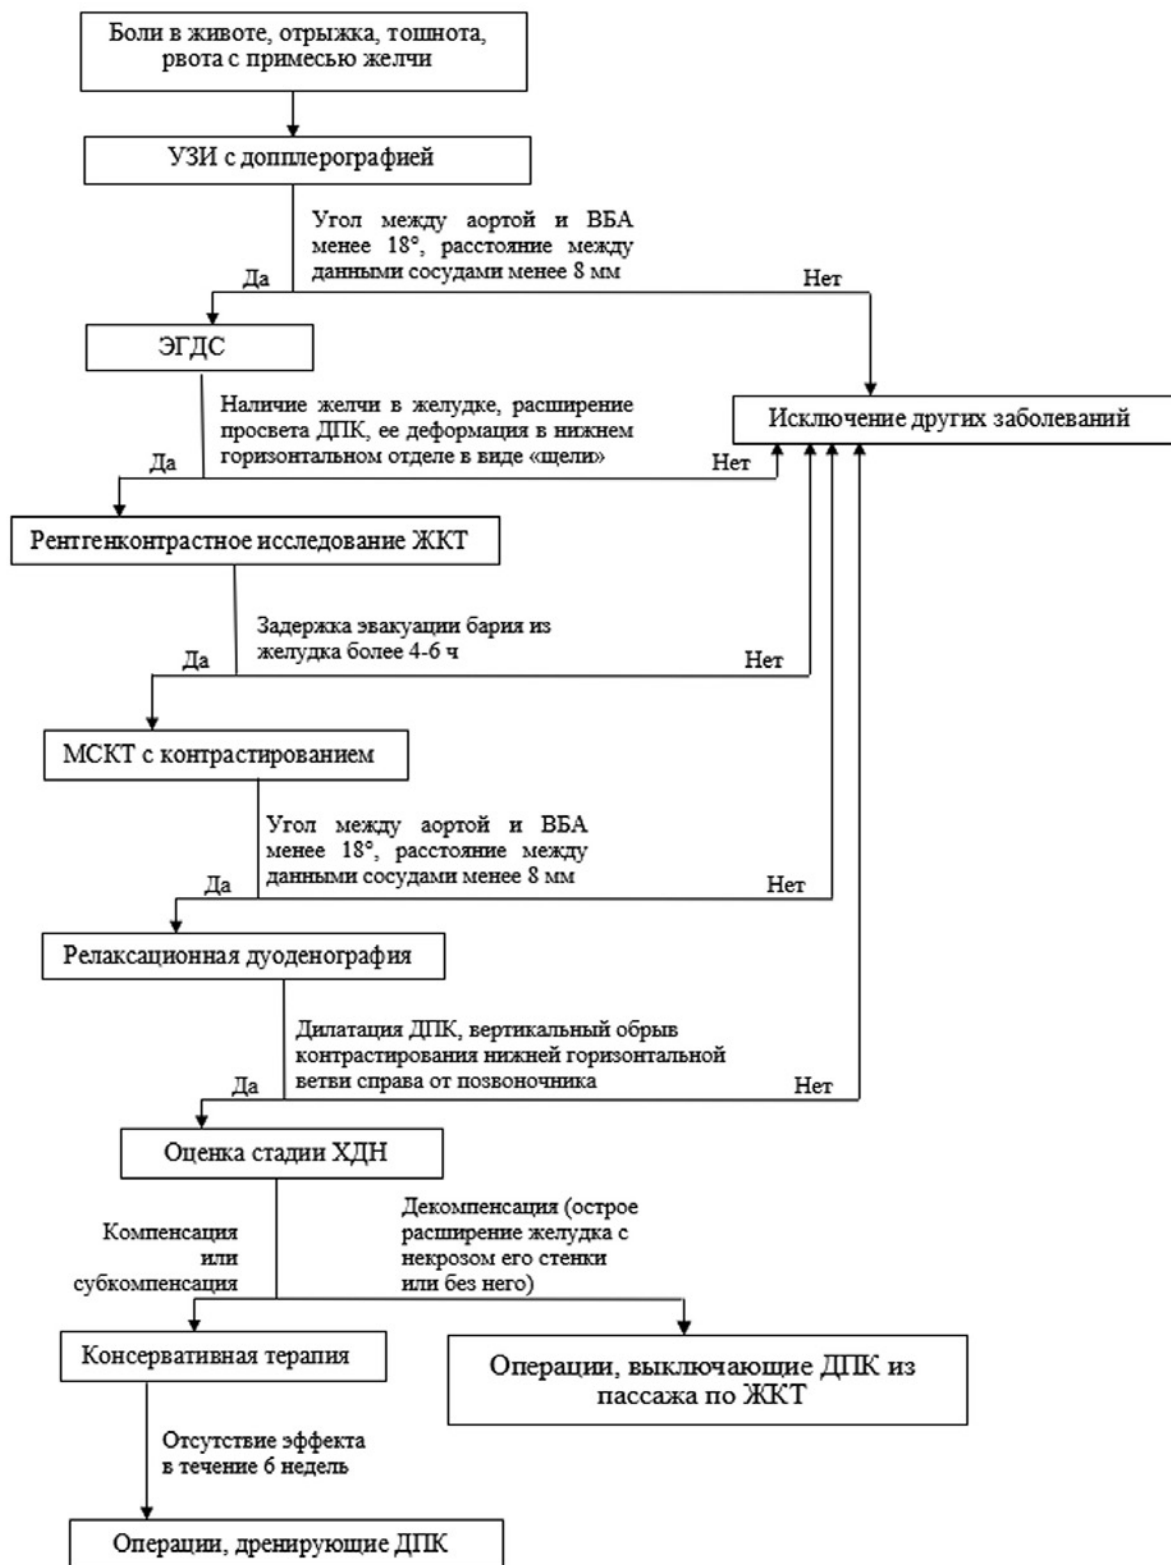 Боли в животе, отрыжка, тошнота,
рвота с примесью желчи
УЗИ с допплерографией
Угол между аортой и ВБА
менее 18°, расстояние между
данными сосудами менее 8 мм
Да
Нет
ЭГДС
Наличие желчи в желудке, расширение
просвета ДПК, ее деформация в нижнем
горизонтальном отделе в виде «щели»
Исключение других заболеваний
Да
Нет
Рентгенконтрастное исследование ЖКТ
Задержка эвакуации бария из
желудка более 4-6 ч
Да
Нет
МСКТ с контрастированием
Угол между аортой и ВБА
менее 18°, расстояние между
данными сосудами менее 8 мм
Да
Нет
Релаксационная дуоденография
Дилатация ДПК, вертикальный обрыв
контрастирования нижней горизонтальной
ветви справа от позвоночника
Да
Нет
Оценка стадии ХДН
Компенсация
или
субкомпенсация
Декомпенсация (острое
расширение желудка с
некрозом его стенки
или без него)
Консервативная терапия
Операции, выключающие ДПК из
пассажа по ЖКТ
Отсутствие эффекта
в течение 6 недель
Операции, дренирующие ДПК